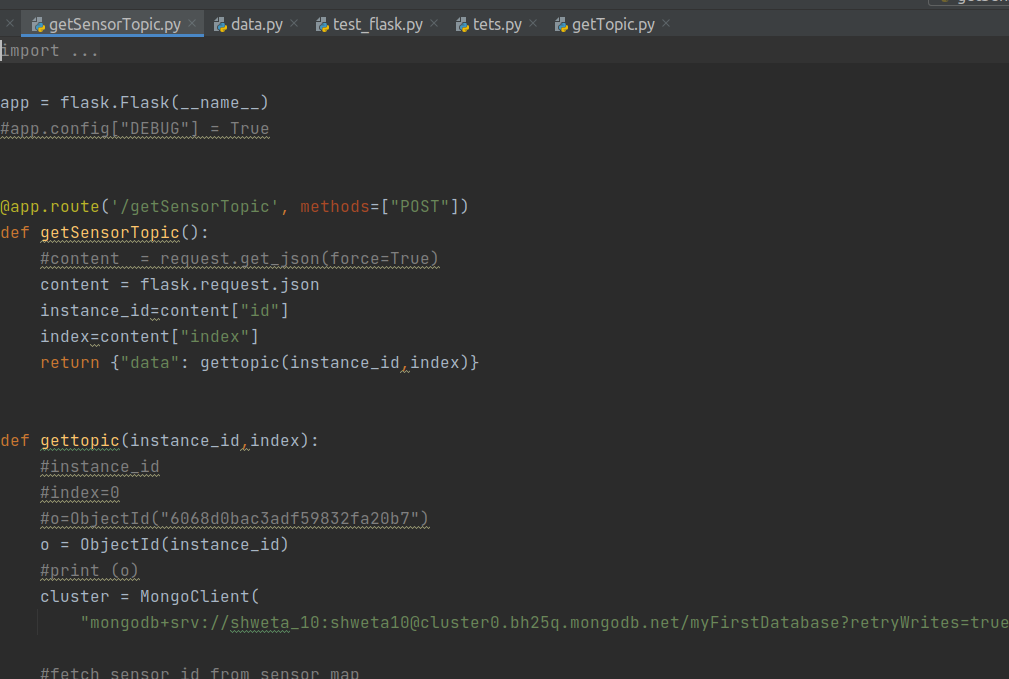 getSensorTopic.py data.py test_flask.py tets.py getTopic.py
import ...
app = flask.Flask(__name__)
#app.config["DEBUG"] = True
@app.route('/getSensorTopic', methods=["POST"])
def getSensorTopic():
#content  = request.get_json(force=True)
content = flask.request.json
instance_id=content["id"]
index=content["index"]
return {"data": gettopic(instance_id,index)}
def gettopic(instance_id,index):
#instance_id
#index=0
#o=ObjectId("6068d0bac3adf59832fa20b7")
o = ObjectId(instance_id)
#print (o)
cluster = MongoClient(
"mongodb+srv://shweta_10:shweta10@cluster0.bh25q.mongodb.net/myFirstDatabase?retryWrites=true
#fetch sensor id from sensor map